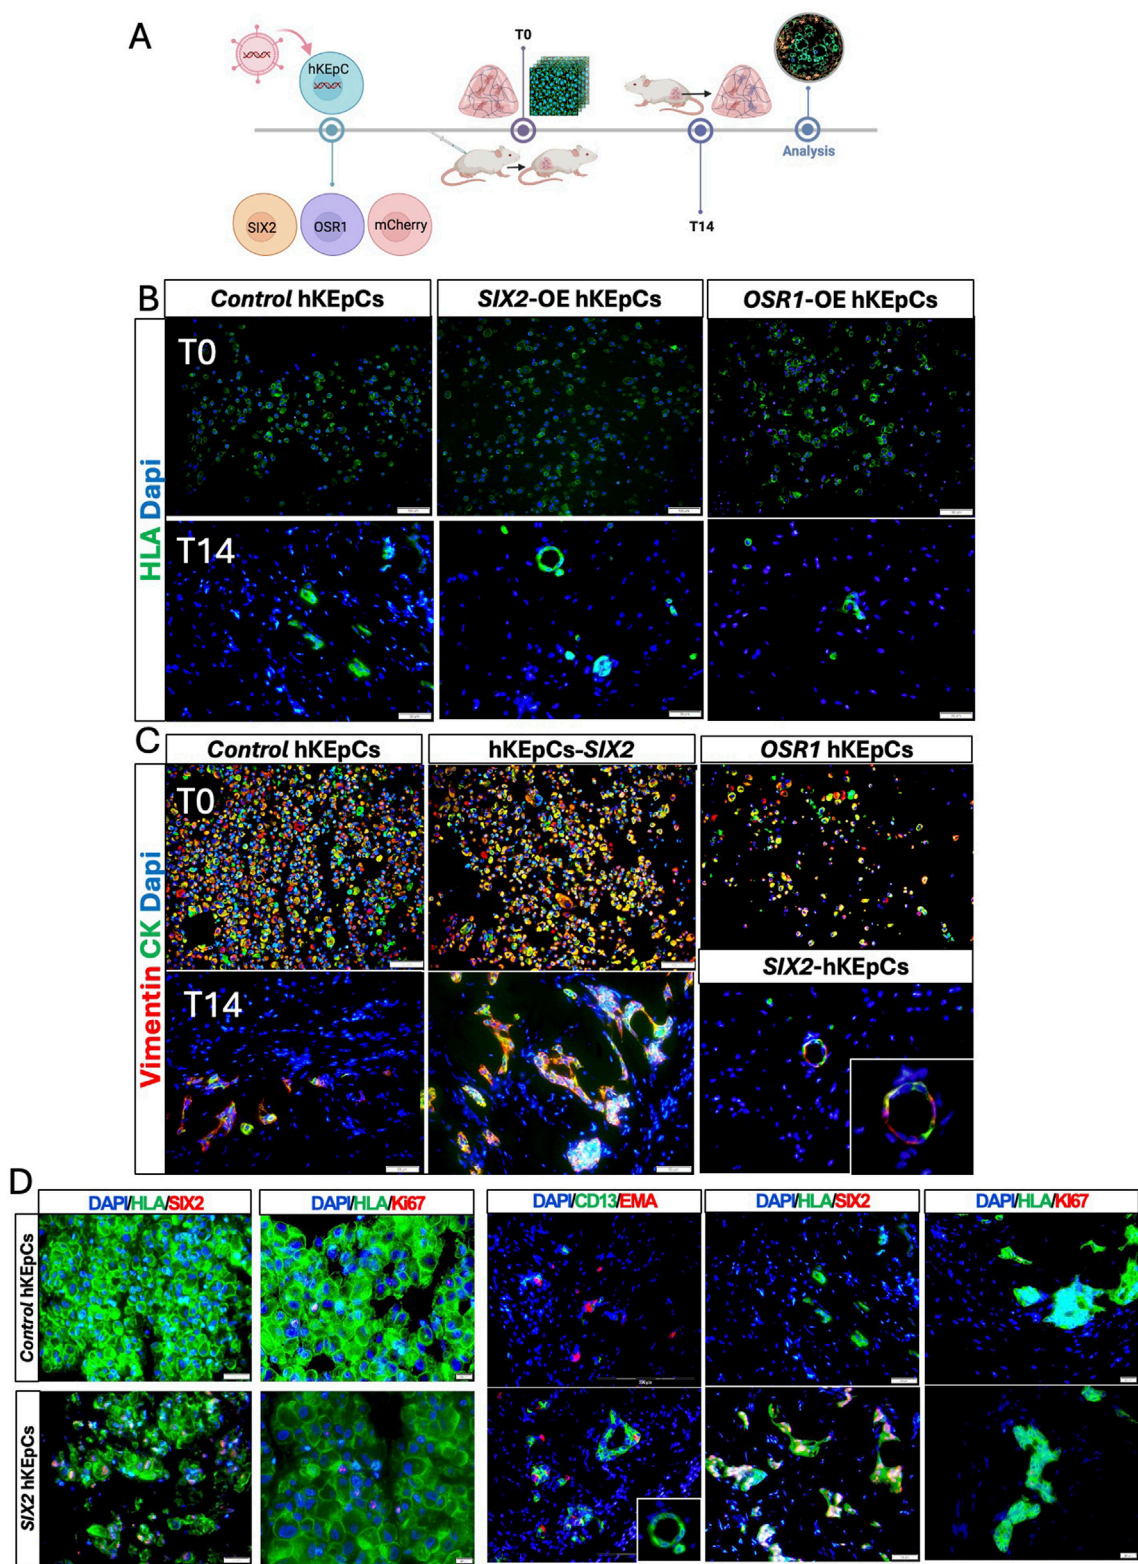 A
T0
hKEpC
Analysis
SIX2
OSR1
mCherry
T14
B
Control hKEpCs
SIX2-OE hKEpCs
OSR1-OE hKEpCs
HLA Dapi
T0
T14
C
Control hKEpCs
hKEpCs-SIX2
OSR1 hKEpCs
Vimentin CK Dapi
T0
SIX2-hKEpCs
T14
D
DAPI/HLA/SIX2
DAPI/HLA/Ki67
DAPI/CD13/EMA
DAPI/HLA/SIX2
DAPI/HLA/KI67
Control hKEpCs
SIX2 hKEpCs